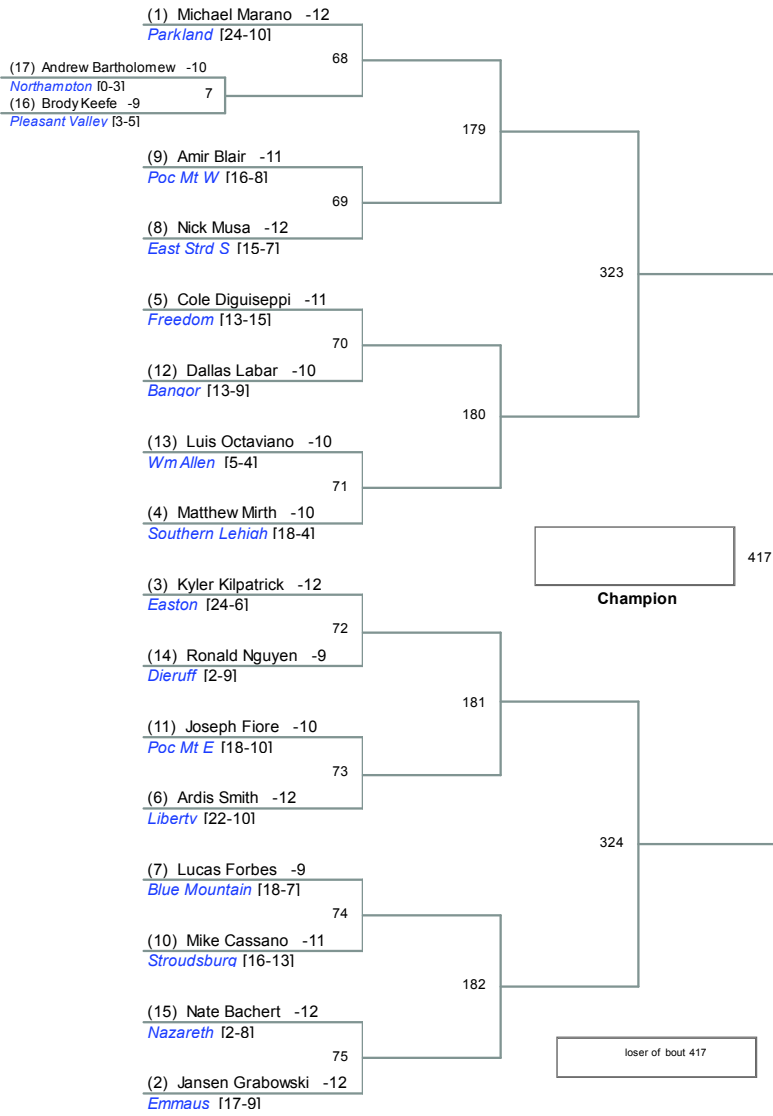 (1) Michael Marano -12
Parkland [24-10]
68
(17) Andrew Bartholomew -10
Northampton [0-3]
7
(16) Brody Keefe -9
Pleasant Valley [3-5]
179
(9) Amir Blair -11
Poc Mt W [16-8]
69
(8) Nick Musa -12
East Strd S [15-7]
323
(5) Cole Diguiseppi -11
Freedom [13-15]
70
(12) Dallas Labar -10
Bangor [13-9]
180
(13) Luis Octaviano -10
Wm Allen [5-4]
71
(4) Matthew Mirth -10
Southern Lehigh [18-4]
417
Champion
(3) Kyler Kilpatrick -12
Easton [24-6]
72
(14) Ronald Nguyen -9
Dieruff [2-9]
181
(11) Joseph Fiore -10
Poc Mt E [18-10]
73
(6) Ardis Smith -12
Liberty [22-10]
324
(7) Lucas Forbes -9
Blue Mountain [18-7]
74
(10) Mike Cassano -11
Stroudsburg [16-13]
182
(15) Nate Bachert -12
Nazareth [2-8]
75
loser of bout 417
(2) Jansen Grabowski -12
Emmaus [17-9]